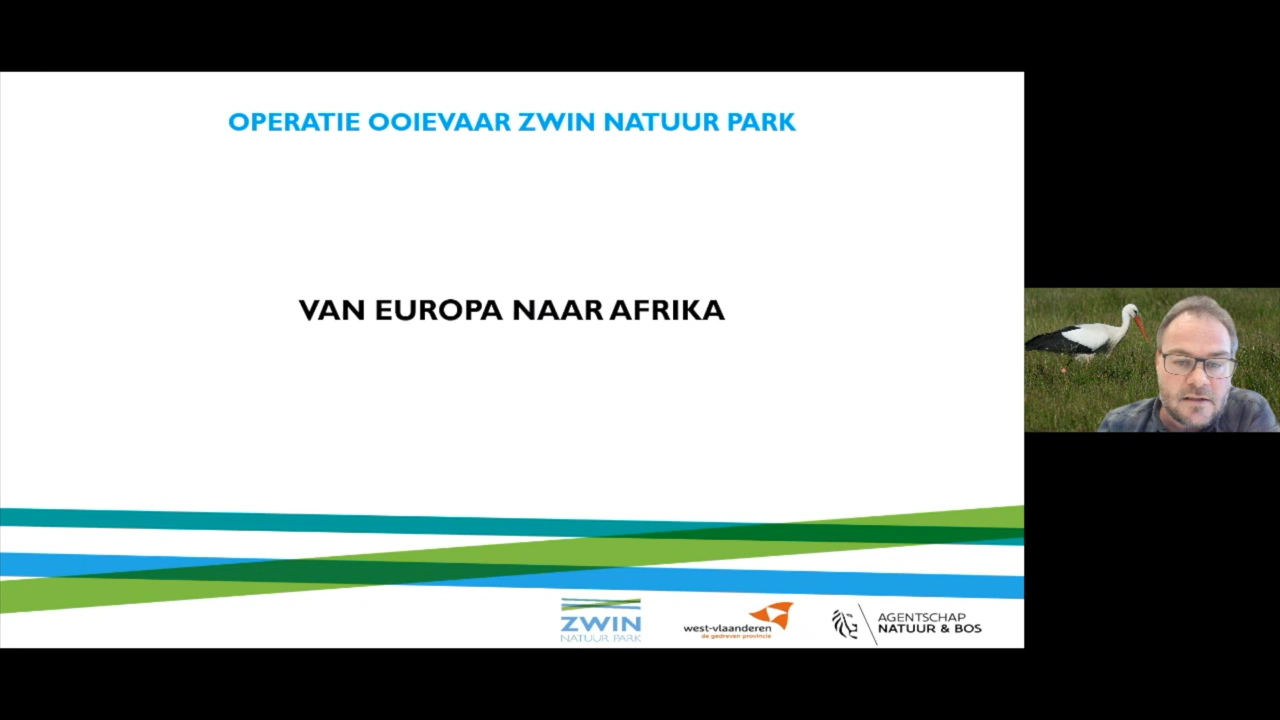 OPERATIE OOIEVAAR ZWIN NATUUR PARK
VAN EUROPA NAAR AFRIKA
ZWIN
NATUUR PARK
west-vlaanderen
de gedreven provincie
AGENTSCHAP
NATUUR & BOS